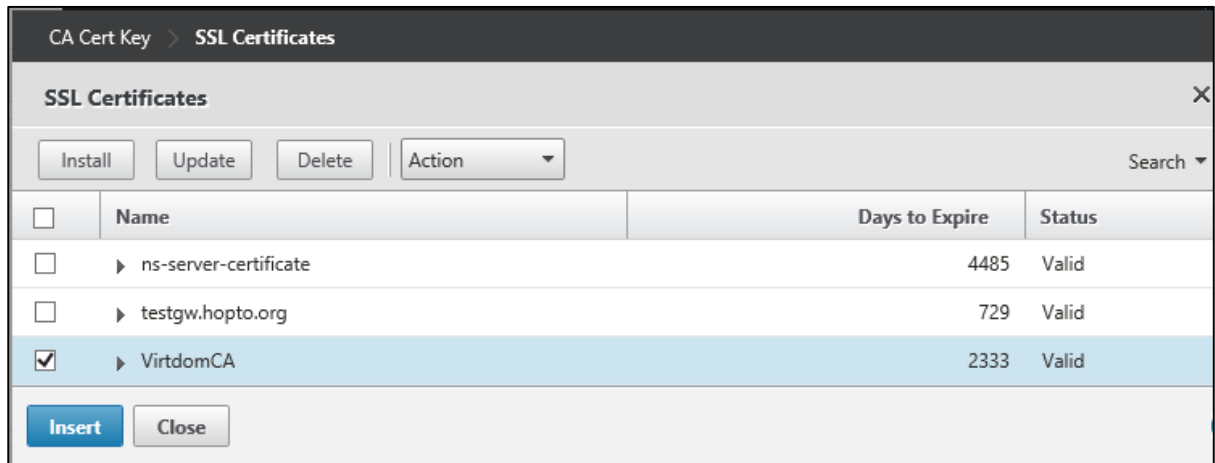 CA Cert Key > SSL Certificates
SSL Certificates
Install Update Delete Action Search
Name Days to Expire Status
ns-server-certificate 4485 Valid
testgw.hopto.org 729 Valid
VirtdomCA 2333 Valid
Insert Close